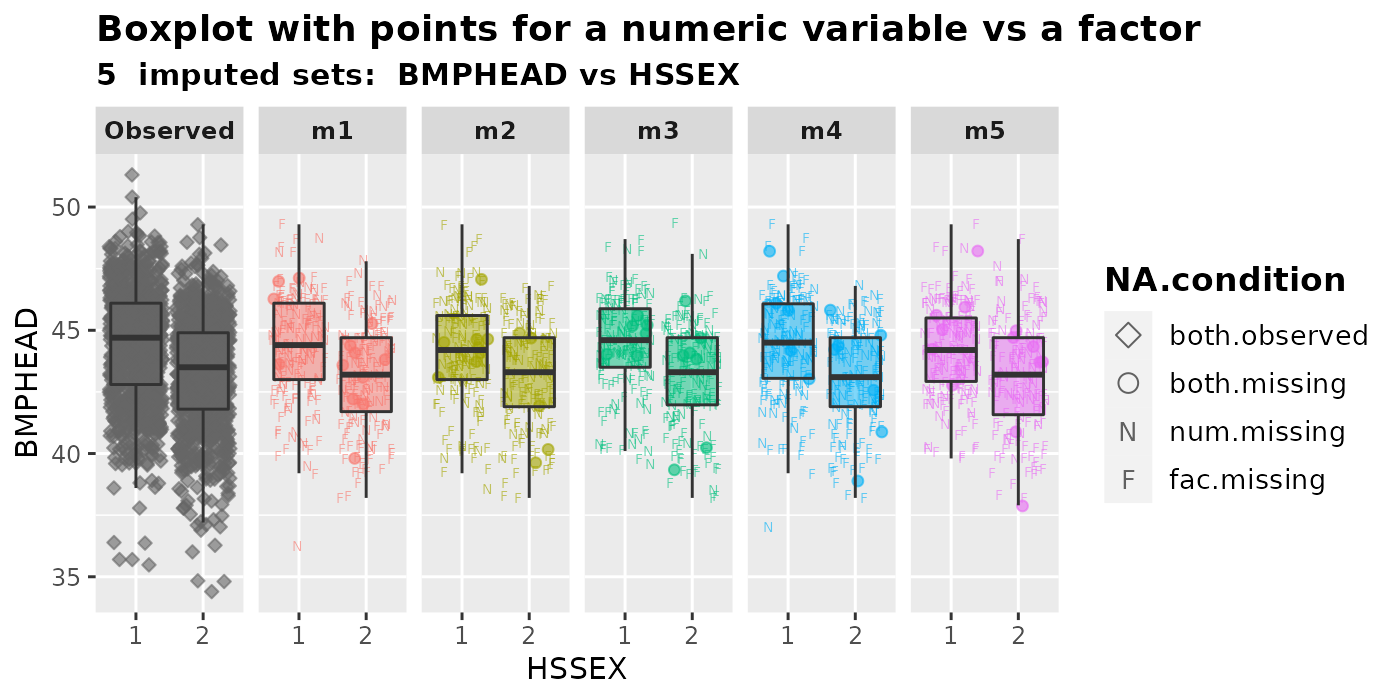 Boxplot with points for a numeric variable vs a factor
5 imputed sets: BMPHEAD vs HSSEX
Observed m1 m2 m3 m4 m5
BMPHEAD
50
45
40
35
1 2 1 2 1 2 1 2 1 2 1 2
HSSEX
NA.condition
both.observed
both.missing
N num.missing
F fac.missing